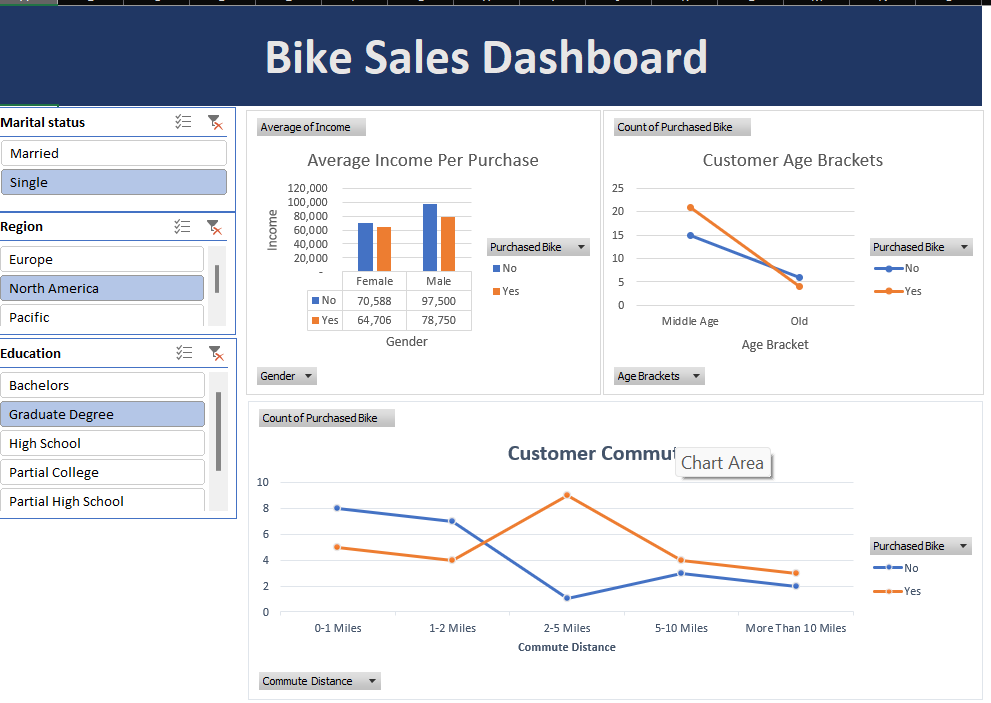 Bike Sales Dashboard
Marital status
Married
Single
Region
Europe
North America
Pacific
Education
Bachelors
Graduate Degree
High School
Partial College
Partial High School
Average of Income
Average Income Per Purchase
Income
120,000
100,000
80,000
60,000
40,000
20,000
-
Female Male
No 70,588 97,500
Yes 64,706 78,750
Gender
Purchased Bike
No
Yes
Gender
Count of Purchased Bike
Customer Age Brackets
25
20
15
10
5
0
Middle Age Old
Age Bracket
Purchased Bike
No
Yes
Age Brackets
Count of Purchased Bike
Customer Commut
Chart Area
10
8
6
4
2
0
0-1 Miles 1-2 Miles 2-5 Miles 5-10 Miles More Than 10 Miles
Commute Distance
Purchased Bike
No
Yes
Commute Distance